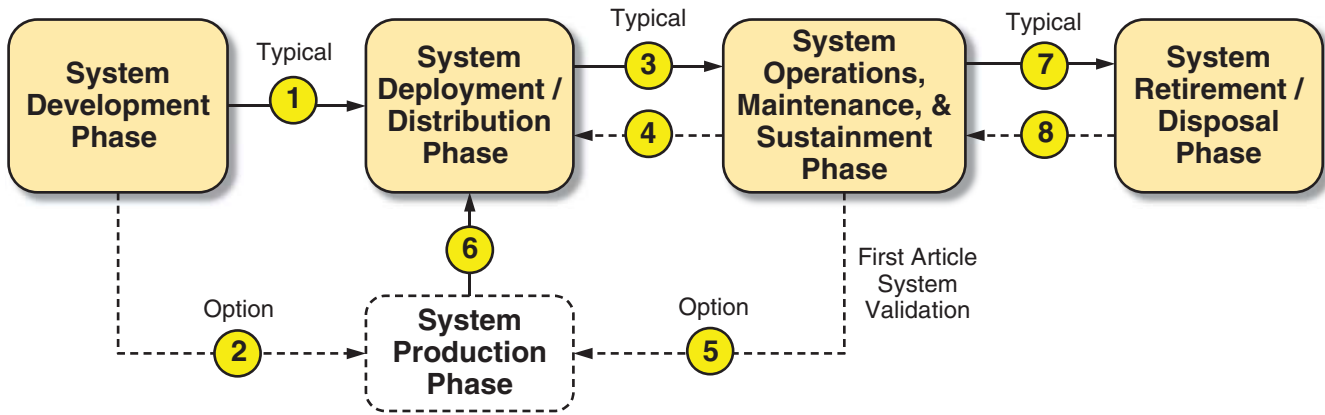 System
Development
Phase
Typical
1
System
Deployment /
Distribution
Phase
Typical
3
4
System
Operations,
Maintenance, &
Sustainment
Phase
Typical
7
8
System
Retirement /
Disposal
Phase
6
First Article
System
Validation
Option
2
System
Production
Phase
Option
5